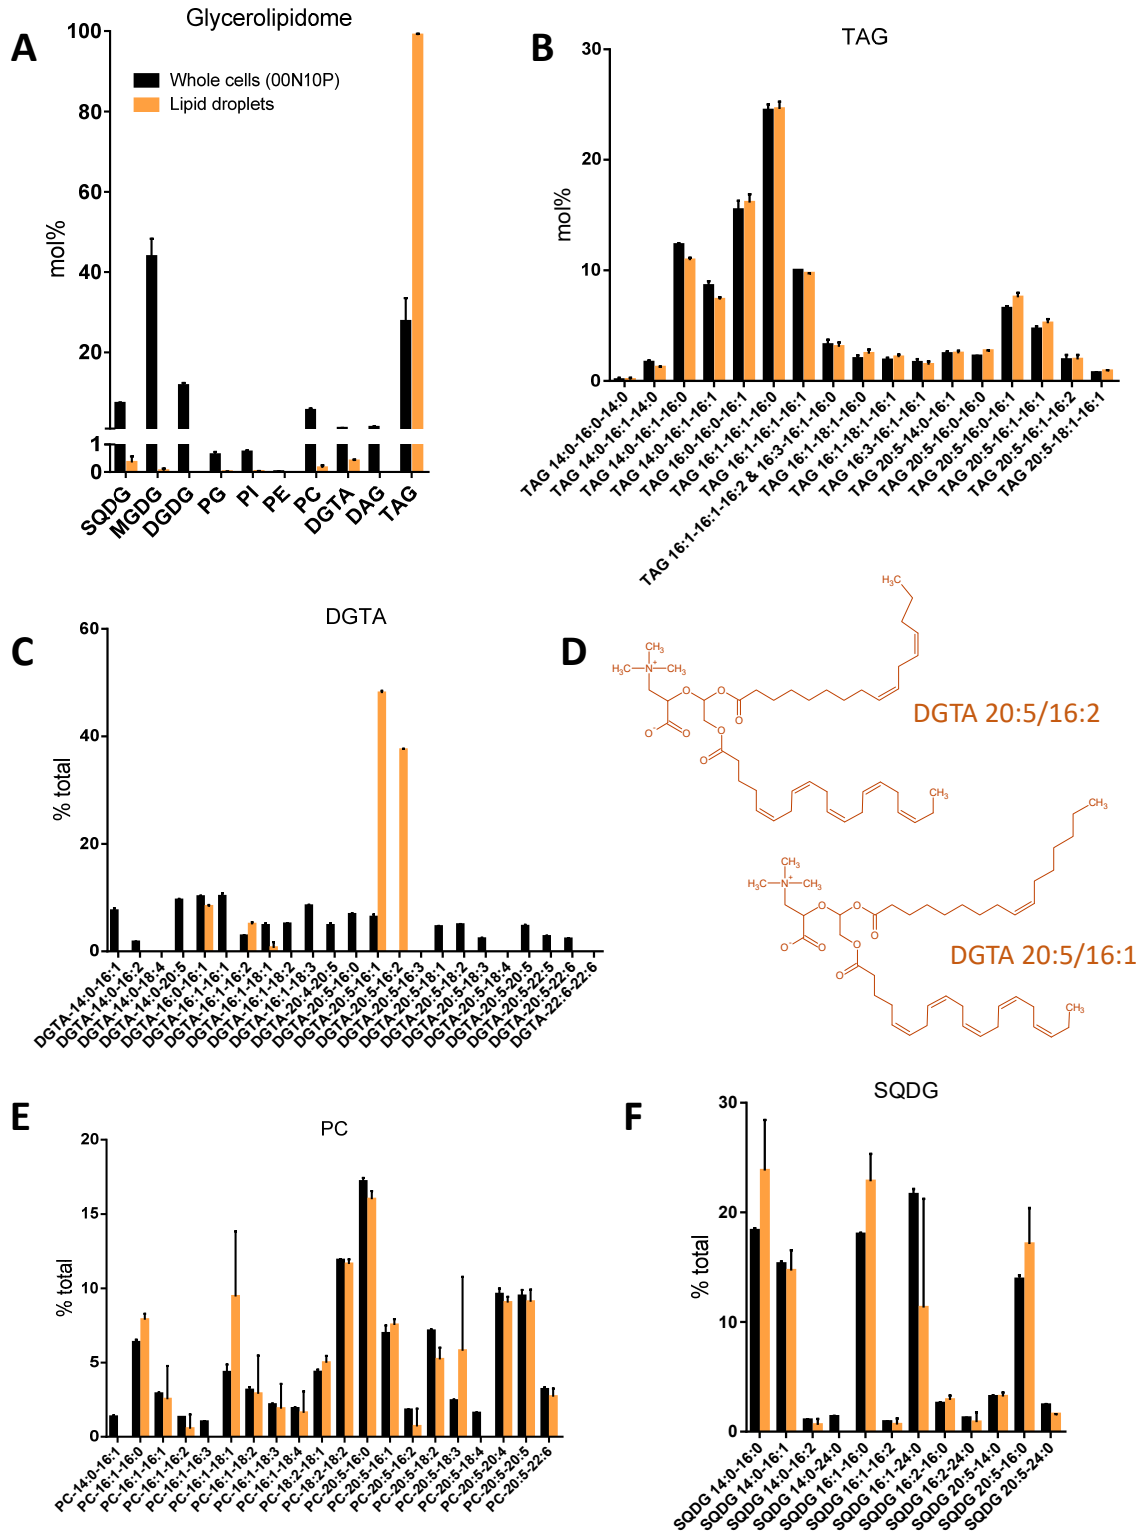 Glycerolipidome
A
100
80
60
40
20
1
0
mol%
Whole cells (00N10P)
Lipid droplets
SQDG
MGDG
DGDG
PG
PI
PE
PC
DGTA
DAG
TAG
B
TAG
30
20
10
0
mol%
TAG 14:0-16:0-14:0
TAG 14:0-16:1-14:0
TAG 14:0-16:1-16:0
TAG 14:0-16:1-16:1
TAG 16:0-16:0-16:1
TAG 16:1-16:1-16:0
TAG 16:1-16:1-16:1
TAG 16:1-16:1-16:2 & 16:3-16:1-16:0
TAG 16:1-18:1-16:0
TAG 16:1-18:1-16:1
TAG 16:3-16:1-16:1
TAG 20:5-14:0-16:1
TAG 20:5-16:0-16:0
TAG 20:5-16:0-16:1
TAG 20:5-16:1-16:1
TAG 20:5-16:1-16:2
TAG 20:5-18:1-16:1
C
DGTA
60
40
20
0
% total
DGTA-14:0-16:1
DGTA-14:0-16:2
DGTA-14:0-18:4
DGTA-14:0-20:5
DGTA-16:0-16:1
DGTA-16:1-16:1
DGTA-16:1-16:2
DGTA-16:1-18:1
DGTA-16:1-18:2
DGTA-16:1-18:3
DGTA-20:4-20:5
DGTA-20:5-16:0
DGTA-20:5-16:1
DGTA-20:5-16:2
DGTA-20:5-16:3
DGTA-20:5-18:1
DGTA-20:5-18:2
DGTA-20:5-18:3
DGTA-20:5-18:4
DGTA-20:5-20:5
DGTA-20:5-22:5
DGTA-20:5-22:6
DGTA-22:6-22:6
D
H3C
CH3
H3C
N+
CH3
O
O
O
O-
O
O
O
CH3
DGTA 20:5/16:2
CH3
CH3
H3C
N+
CH3
O
O
O
O-
O
O
O
CH3
DGTA 20:5/16:1
E
PC
20
15
10
5
0
% total
PC-14:0-16:1
PC-16:1-16:0
PC-16:1-16:1
PC-16:1-16:2
PC-16:1-16:3
PC-16:1-18:1
PC-16:1-18:2
PC-16:1-18:3
PC-16:1-18:4
PC-18:2-18:1
PC-18:2-18:2
PC-20:5-16:0
PC-20:5-16:1
PC-20:5-16:2
PC-20:5-18:2
PC-20:5-18:3
PC-20:5-18:4
PC-20:5-20:4
PC-20:5-20:5
PC-20:5-22:6
F
SQDG
30
20
10
0
% total
SQDG 14:0-16:0
SQDG 14:0-16:1
SQDG 14:0-16:2
SQDG 14:0-24:0
SQDG 16:1-16:0
SQDG 16:1-16:2
SQDG 16:1-24:0
SQDG 16:2-16:0
SQDG 16:2-24:0
SQDG 20:5-14:0
SQDG 20:5-16:0
SQDG 20:5-24:0